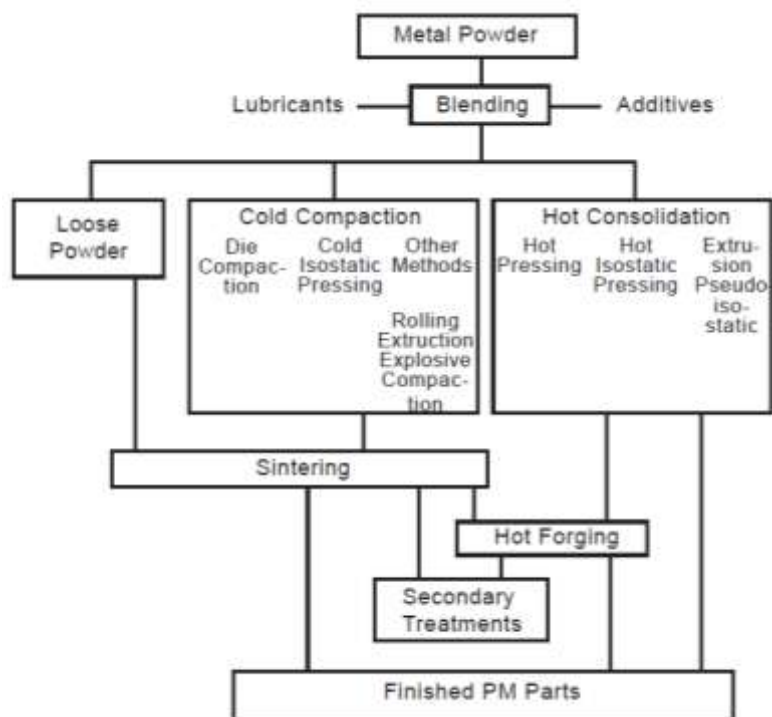 Metal Powder
Lubricants
Blending
Additives
Loose
Powder
Cold Compaction
Die
Compac-
tion
Cold
Isostatic
Pressing
Other
Methods
Rolling
Extruction
Explosive
Compac-
tion
Hot Consolidation
Hot
Pressing
Hot
Isostatic
Pressing
Extru-
sion
Pseudo-
iso-
static
Sintering
Hot Forging
Secondary
Treatments
Finished PM Parts